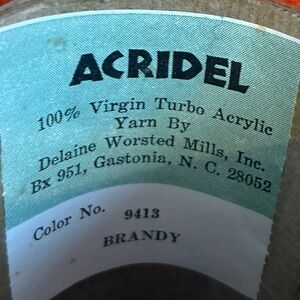 ACRIDEL
100% Virgin Turbo Acrylic
Yarn By
Delaine Worsted Mills, Inc.
Bx 951, Gastonia, N. C. 28052
Color No. 9413
BRANDY